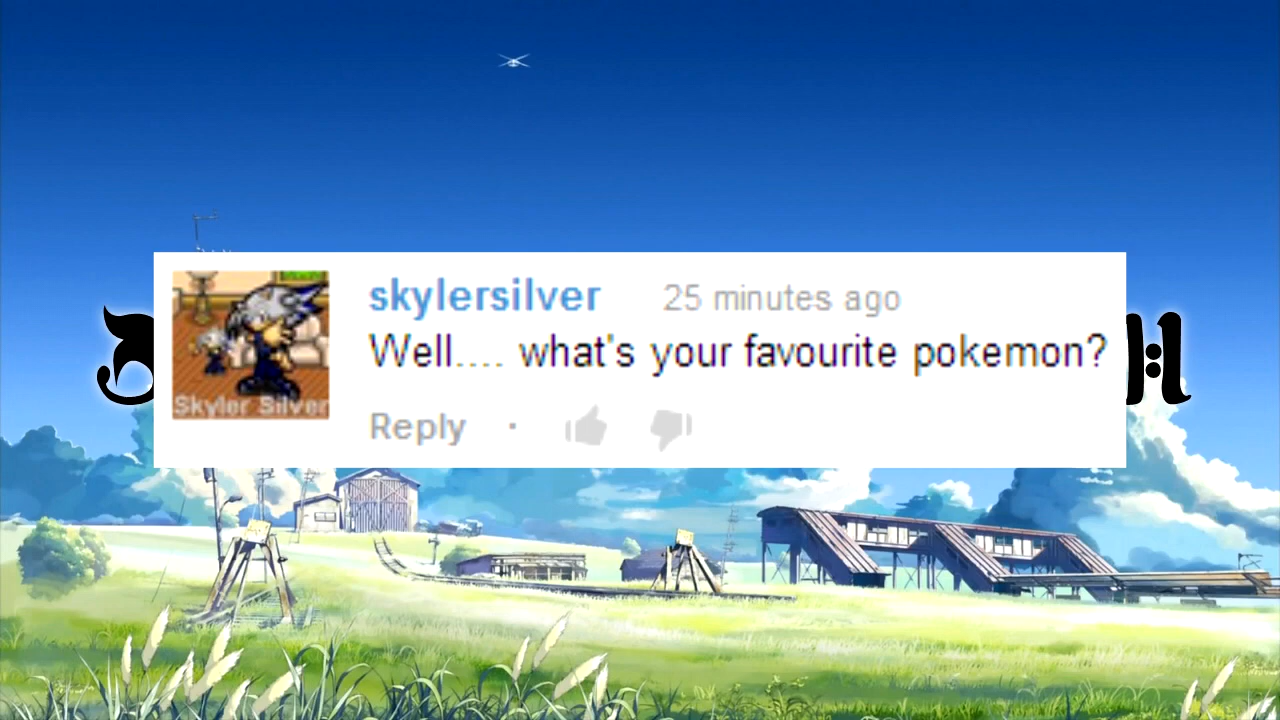 skylersilver 25 minutes ago
Well.... what's your favourite pokemon?
Reply ·
Skyler Silver